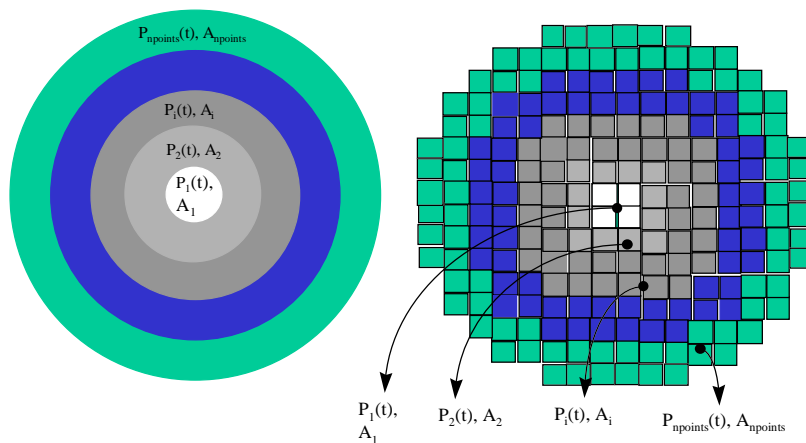 P_npoints(t), A_npoints
P_i(t), A_i
P_2(t), A_2
P_1(t),
A_1
P_1(t),
A_1
P_2(t), A_2
P_i(t), A_i
P_npoints(t), A_npoints